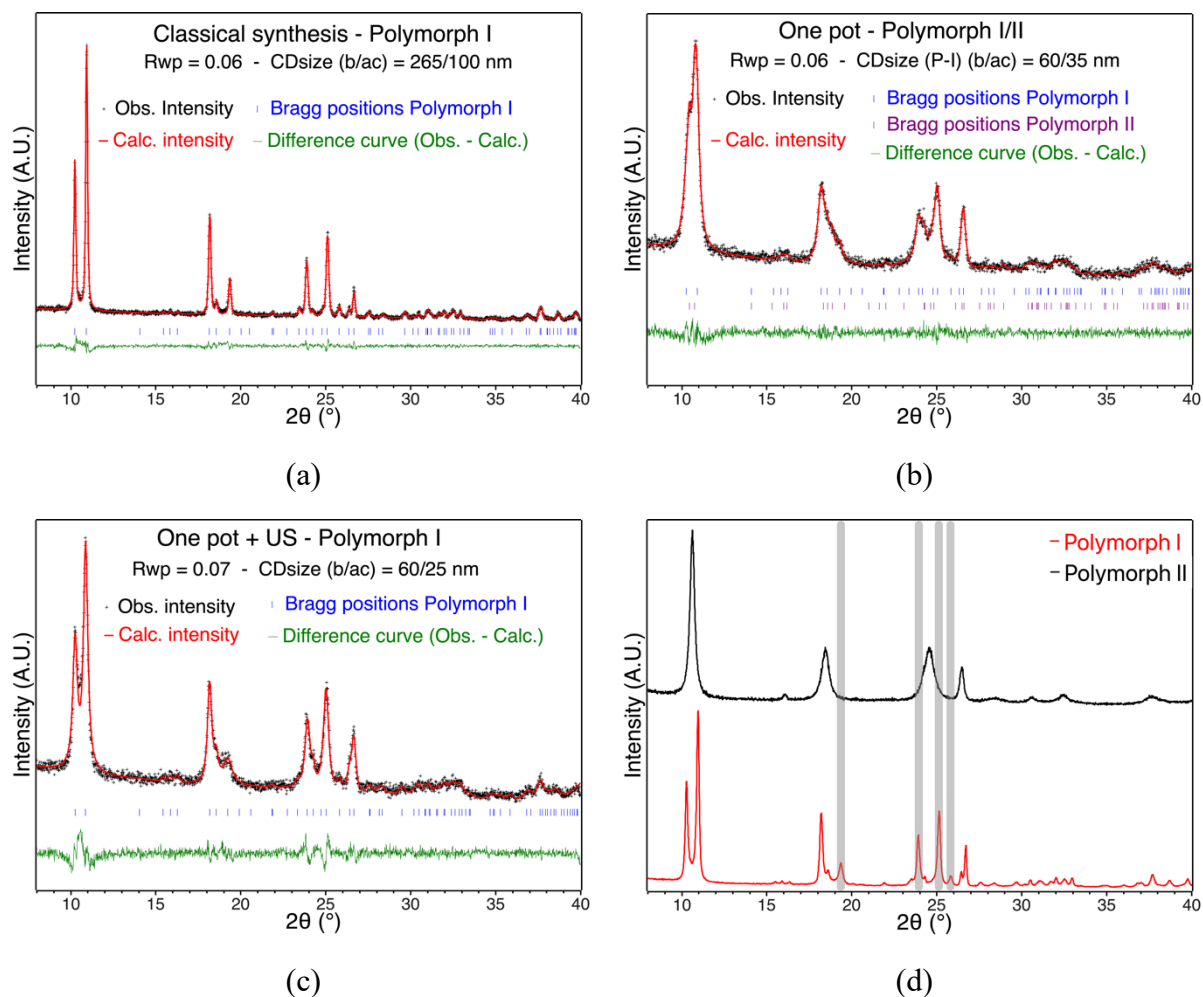 Classical synthesis - Polymorph I
Rwp = 0.06 - CDsize (b/ac) = 265/100 nm
Obs. Intensity
Bragg positions Polymorph I
Calc. intensity
Difference curve (Obs. - Calc.)
Intensity (A.U.)
10 15 20 25 30 35 40
2θ (°)
(a)
One pot - Polymorph I/II
Rwp = 0.06 - CDsize (P-I) (b/ac) = 60/35 nm
Obs. Intensity
Bragg positions Polymorph I
Bragg positions Polymorph II
Calc. intensity
Difference curve (Obs. - Calc.)
Intensity (A.U.)
10 15 20 25 30 35 40
2θ (°)
(b)
One pot + US - Polymorph I
Rwp = 0.07 - CDsize (b/ac) = 60/25 nm
Obs. intensity
Bragg positions Polymorph I
Calc. intensity
Difference curve (Obs. - Calc.)
Intensity (A.U.)
10 15 20 25 30 35 40
2θ (°)
(c)
Polymorph I
Polymorph II
Intensity (A.U.)
10 15 20 25 30 35 40
2θ (°)
(d)